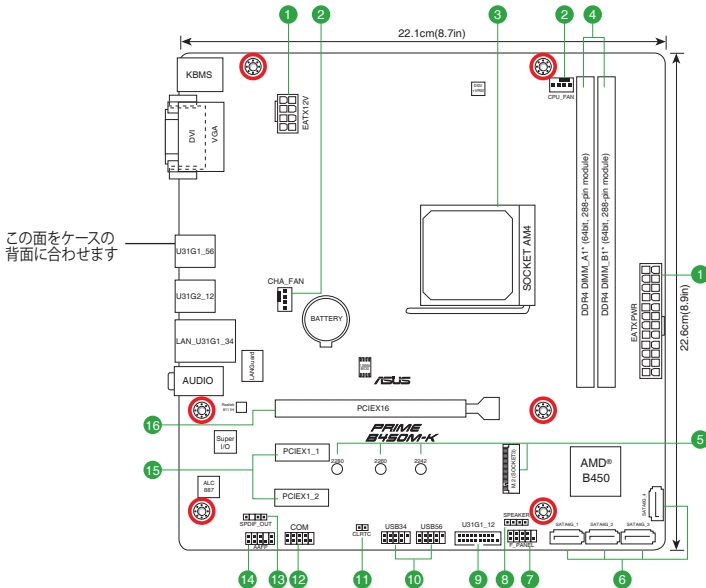 1
2
3
2
4
22.1cm(8.7in)
KBMS
DVI
VGA
EATX12V
CPU_FAN
DDR4 DIMM_A1* (64bit, 288-pin module)
DDR4 DIMM_B1* (64bit, 288-pin module)
SOCKET AM4
この面をケースの
背面に合わせます
U31G1_56
U31G2_12
CHA_FAN
2
BATTERY
1
EATXPWR
22.6cm(8.9in)
LAN_U31G1_34
LANGuard
ASUS
AUDIO
PCIEX16
16
Super
I/O
PRIME
B450M-K
15
PCIEX1_1
2280
2260
2242
M.2(SOCKET3)
5
AMD®
B450
ALC
887
PCIEX1_2
SPDIF_OUT
AAFP
COM
CLRTC
USB34
USB56
U31G1_12
SPEAKER
F_PANEL
SATA6G_1
SATA6G_2
SATA6G_3
SATA6G_4
14
13
12
11
10
9
8
7
6